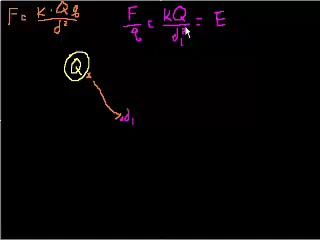 F = K · Q q / d²
F / q = KQ / d₁² = E
Q
d₁